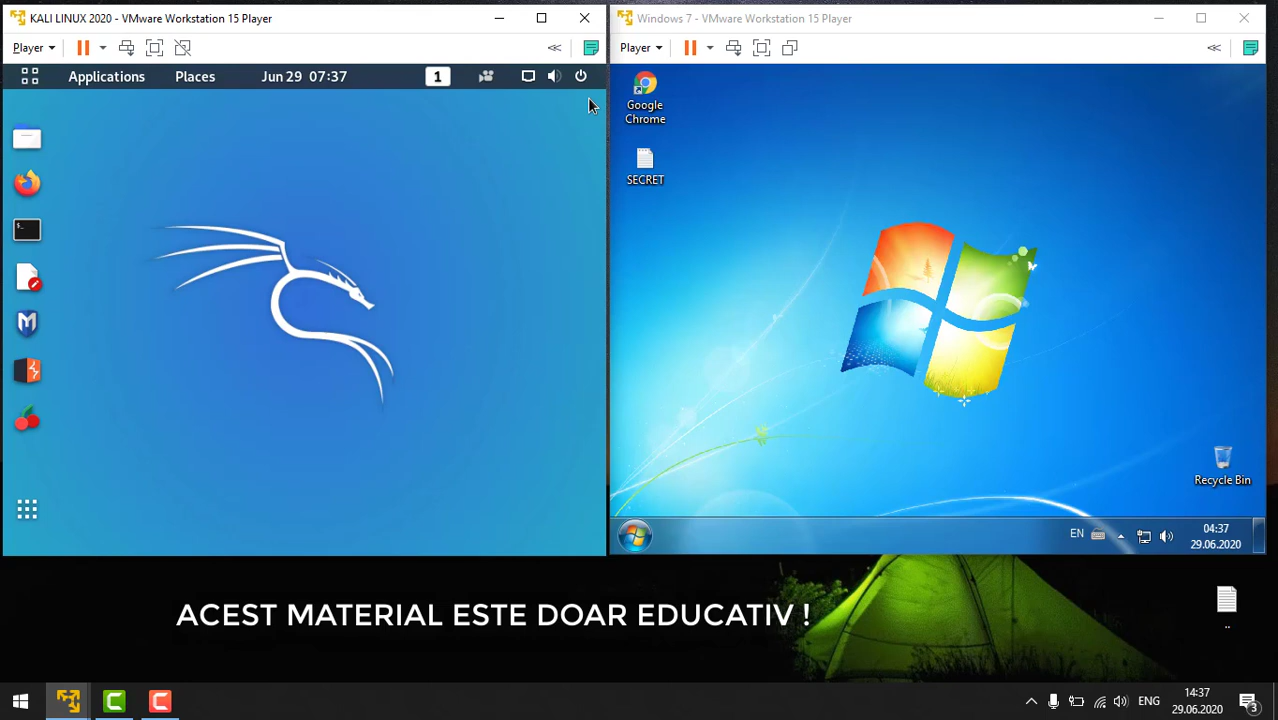 KALI LINUX 2020 - VMware Workstation 15 Player
Player
Applications Places Jun 29 07:37 1
Windows 7 - VMware Workstation 15 Player
Player
Google
Chrome
SECRET
Recycle Bin
EN 04:37
29.06.2020
ACEST MATERIAL ESTE DOAR EDUCATIV !
..
ENG 14:37
29.06.2020
3